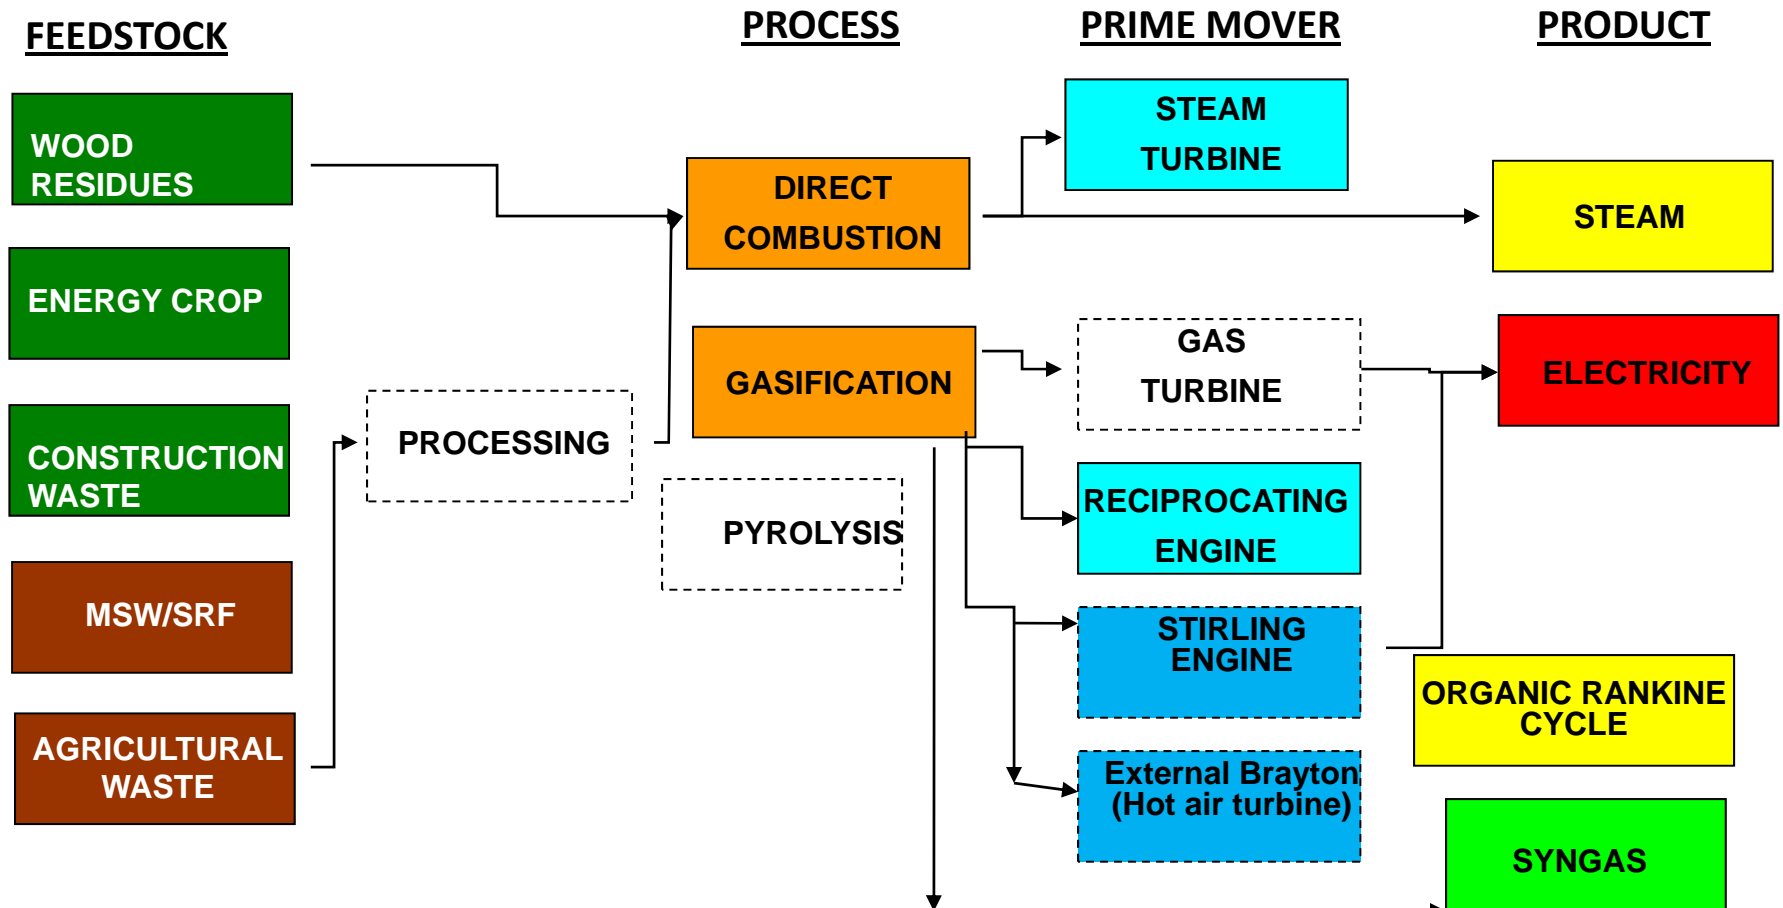 FEEDSTOCK
PROCESS
PRIME MOVER
PRODUCT
WOOD
RESIDUES
ENERGY CROP
CONSTRUCTION
WASTE
MSW/SRF
AGRICULTURAL
WASTE
PROCESSING
DIRECT
COMBUSTION
GASIFICATION
PYROLYSIS
STEAM
TURBINE
GAS
TURBINE
RECIPROCATING
ENGINE
STIRLING
ENGINE
External Brayton
(Hot air turbine)
STEAM
ELECTRICITY
ORGANIC RANKINE
CYCLE
SYNGAS